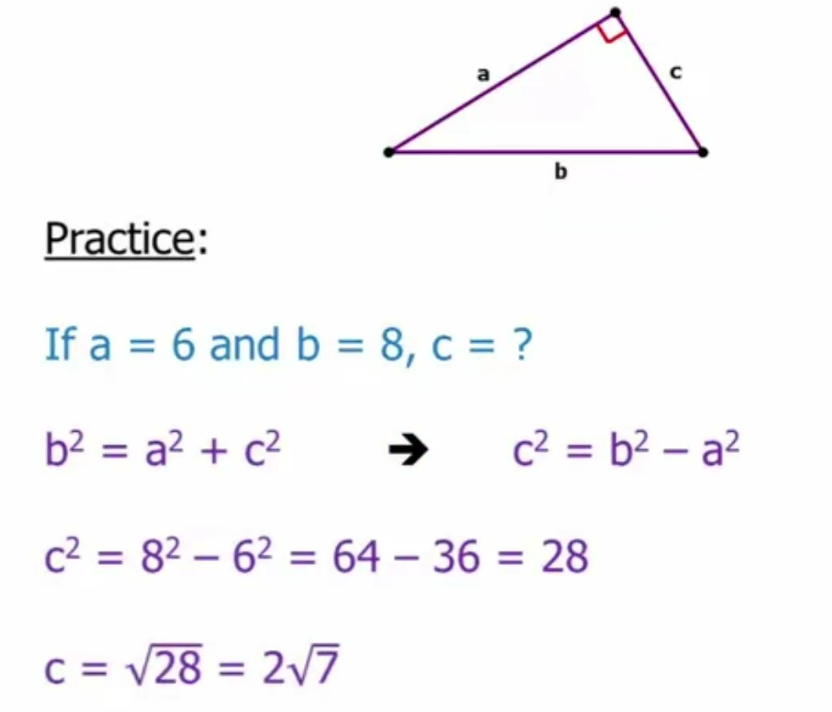 a
c
b
Practice:
If a = 6 and b = 8, c = ?
b² = a² + c² ➔ c² = b² – a²
c² = 8² – 6² = 64 – 36 = 28
c = √28 = 2√7